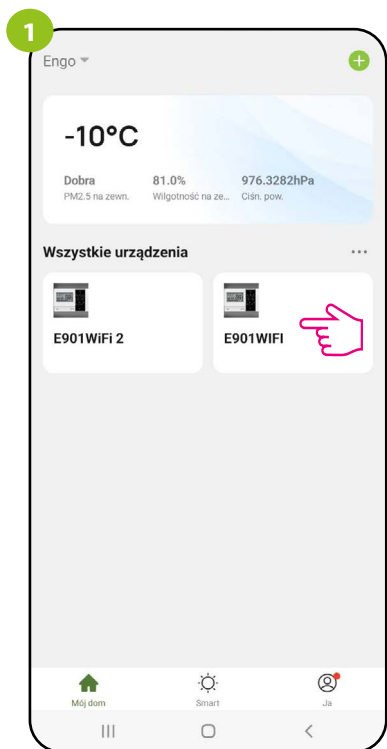 1
Engo
-10°C
Dobra 81.0% 976.3282hPa
PM2.5 na zewn. Wilgotność na ze... Ciśn. pow.
Wszystkie urządzenia
E901WiFi 2 E901WIFI
Mój dom Smart Ja